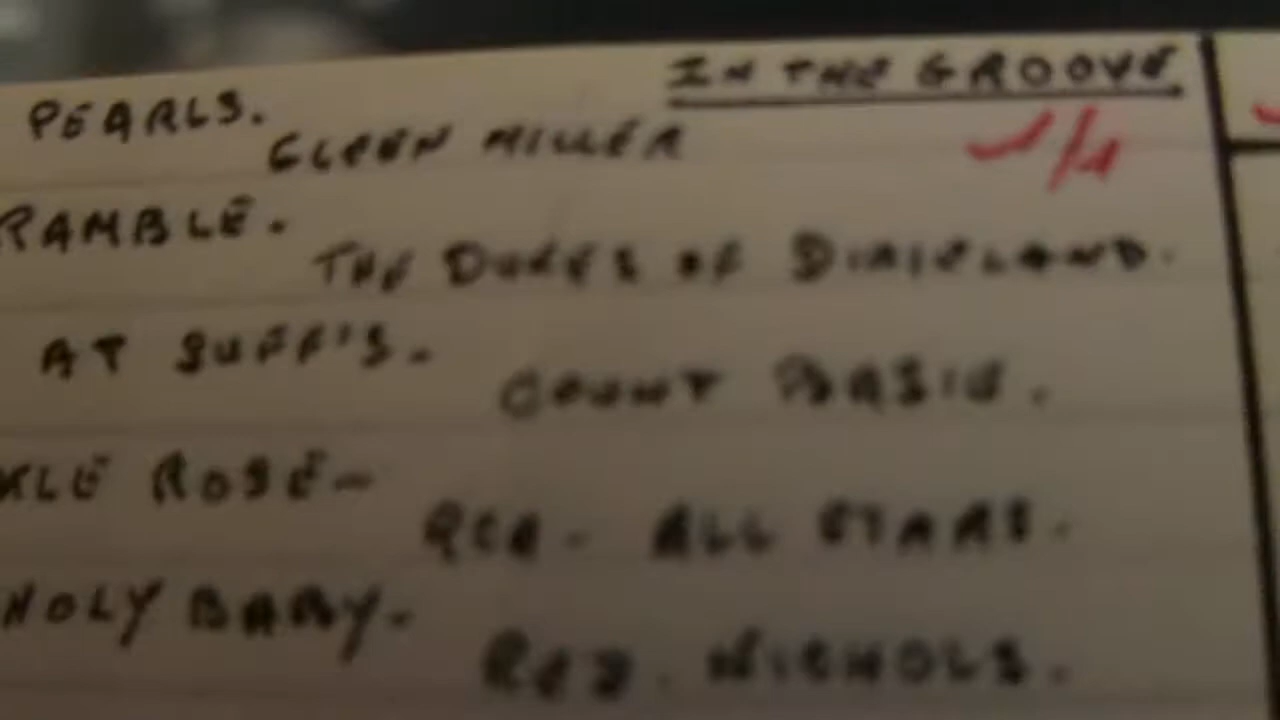 IN THE GROOVE
PEARLS.
GLENN MILLER
RAMBLE.
THE DUKES OF DIXIELAND.
AT SUFF'S.
COUNT BASIE.
KLE ROSE-
RCA - ALL STARS.
HOLY BABY.
RED. NICHOLS.